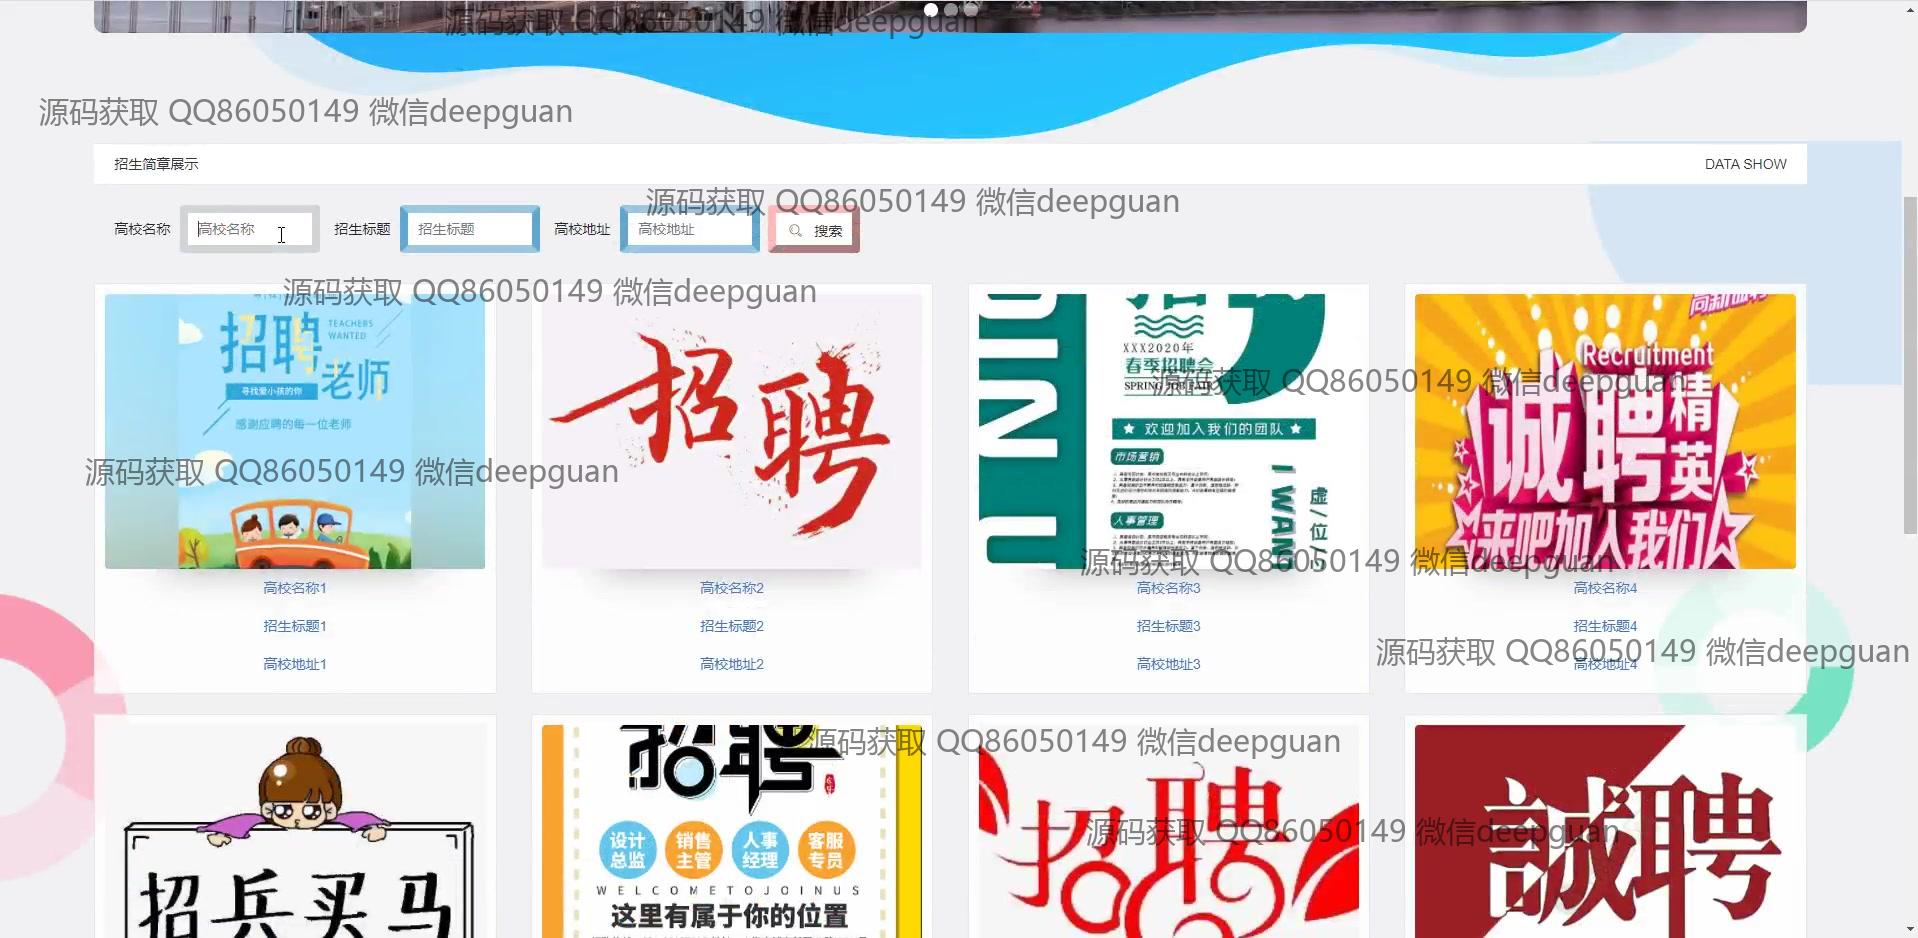 源码获取 QQ86050149 微信deepguan
源码获取 QQ86050149 微信deepguan
招生简章展示
DATA SHOW
源码获取 QQ86050149 微信deepguan
高校名称
高校名称
招生标题
招生标题
高校地址
高校地址
搜索
源码获取 QQ86050149 微信deepguan
招聘
老师
TEACHERS
WANTED
寻找爱小孩的你
感谢应聘的每一位老师
招聘
XXX2020年
春季招聘会
SPRING JOB FAIR
★ 欢迎加入我们的团队 ★
市场营销
人事管理
I WAN
虚/位/
Recruitment
诚聘精英
来吧加入我们
源码获取 QQ86050149 微信deepguan
源码获取 QQ86050149 微信deepguan
源码获取 QQ86050149 微信deepguan
高校名称1
高校名称2
高校名称3
高校名称4
招生标题1
招生标题2
招生标题3
招生标题4
源码获取 QQ86050149 微信deepguan
高校地址1
高校地址2
高校地址3
高校地址4
源码获取 QQ86050149 微信deepguan
招兵买马
招聘
设计总监
销售主管
人事经理
客服专员
WELCOMETOJOINUS
这里有属于你的位置
招聘
誠聘
源码获取 QQ86050149 微信deepguan